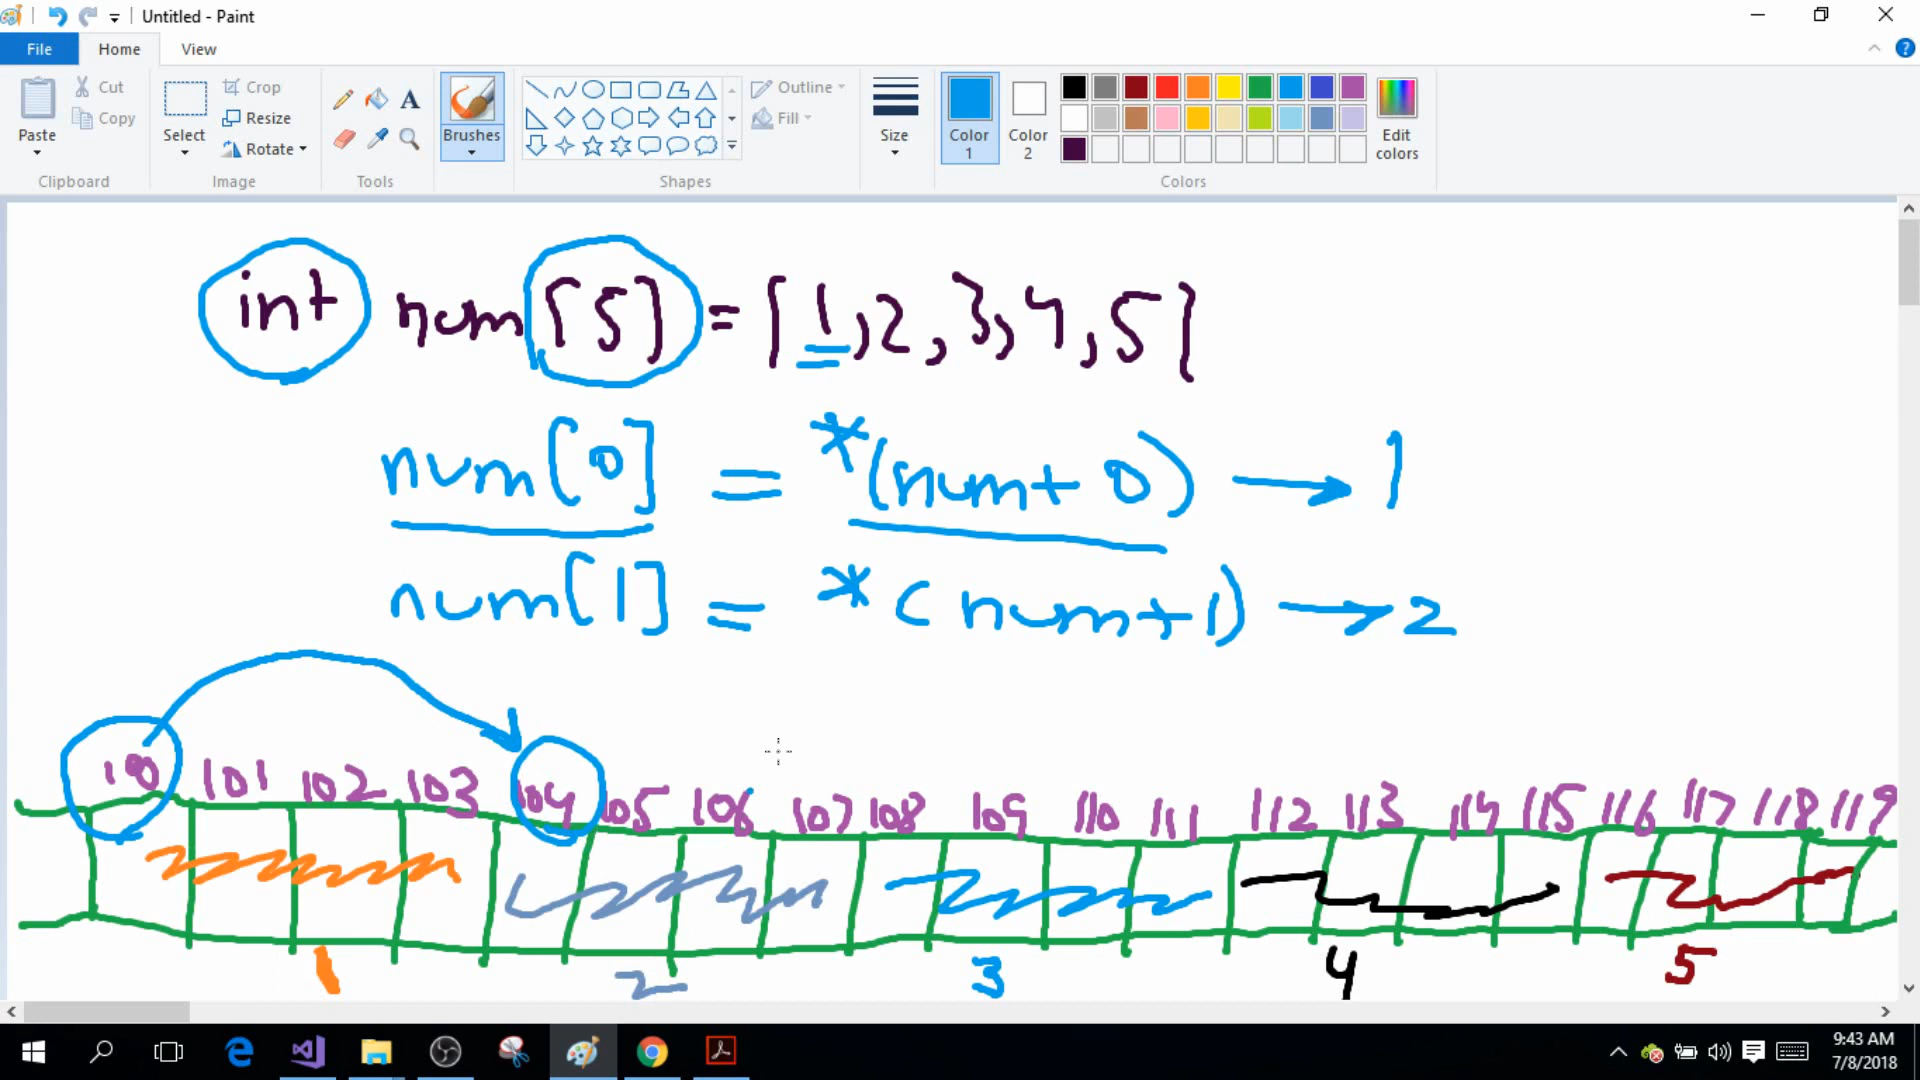 Untitled - Paint
File Home View
Paste Cut Copy
Clipboard
Select Crop Resize Rotate
Image
Tools
Brushes
Outline Fill
Shapes
Size
Color 1 Color 2
Edit colors
Colors
int num[5] = [1,2,3,4,5]
num[0] = *(num+0) → 1
num[1] = *(num+1) → 2
100 101 102 103 104 105 106 107 108 109 110 111 112 113 114 115 116 117 118 119
1 2 3 4 5
9:43 AM
7/8/2018